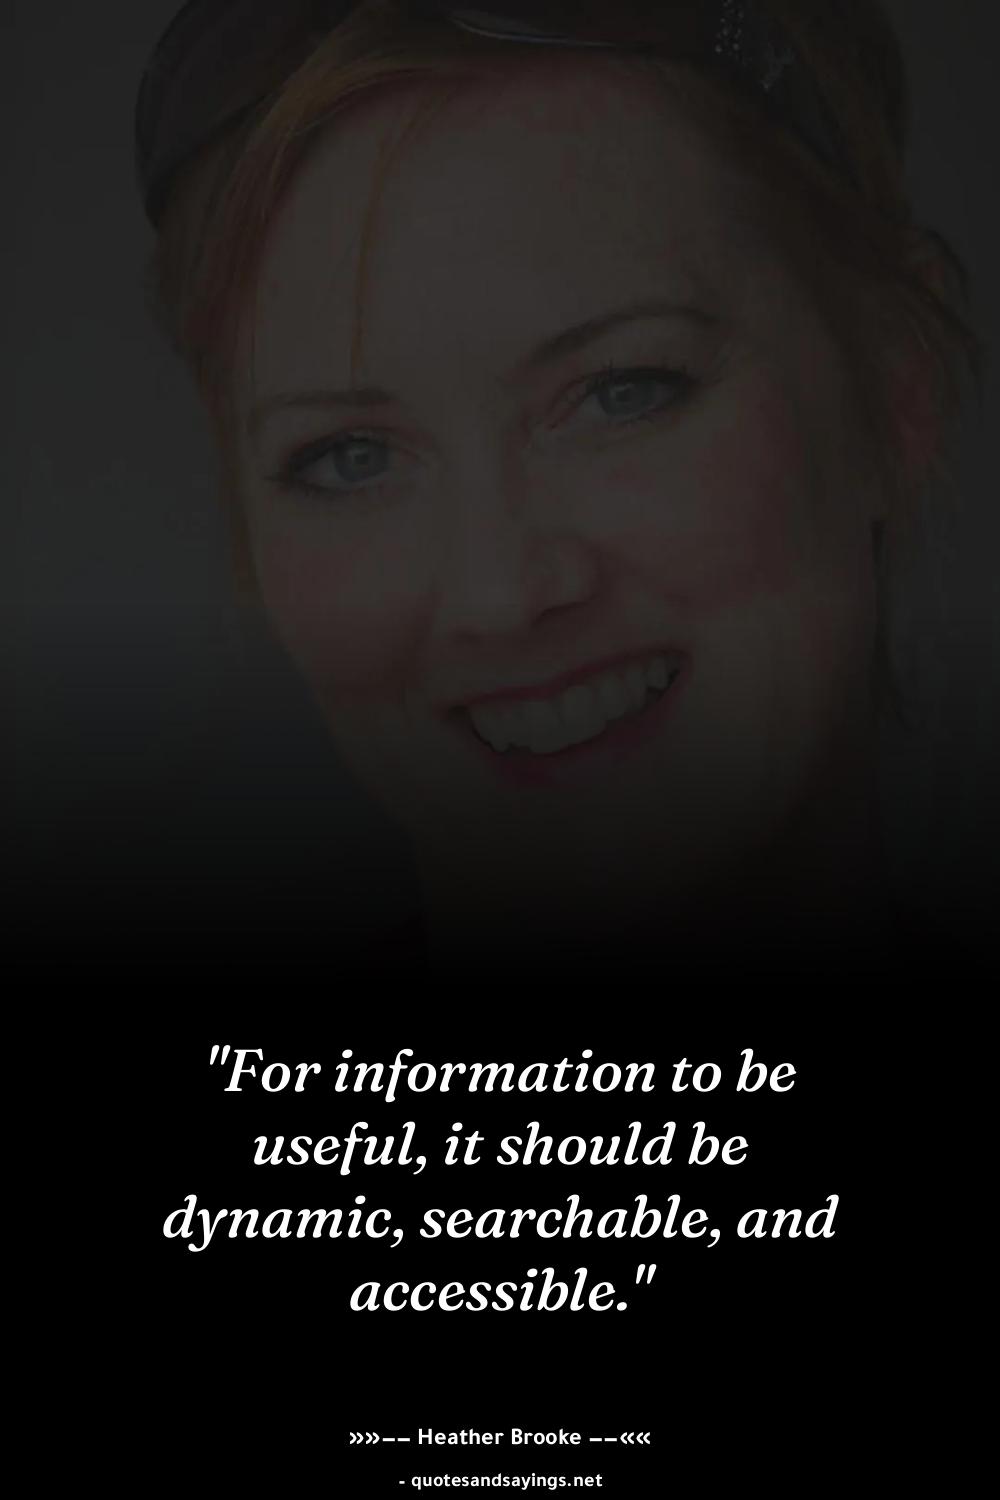 "For information to be
useful, it should be
dynamic, searchable, and
accessible."
»»−− Heather Brooke −−««
- quotesandsayings.net